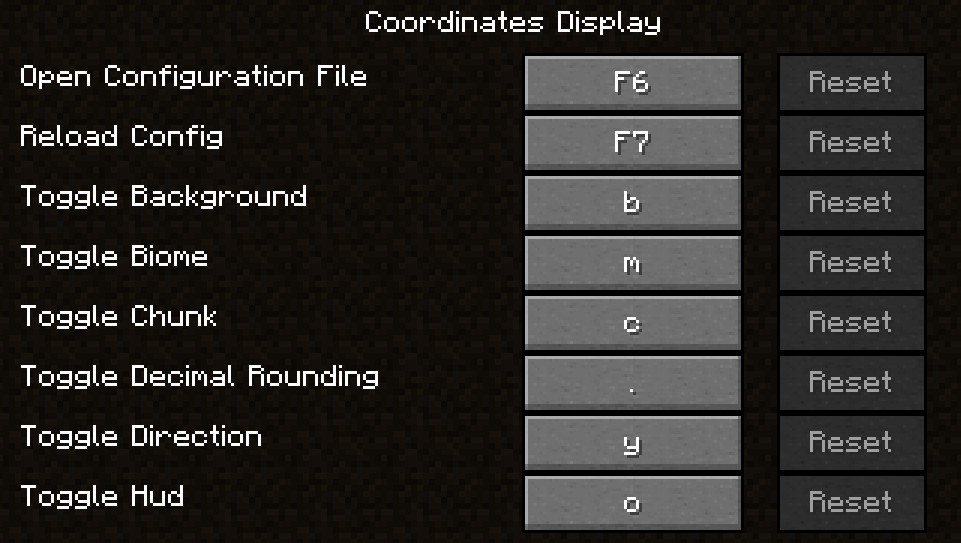 Coordinates Display
Open Configuration File F6 Reset
Reload Config F7 Reset
Toggle Background b Reset
Toggle Biome m Reset
Toggle Chunk c Reset
Toggle Decimal Rounding . Reset
Toggle Direction y Reset
Toggle Hud o Reset